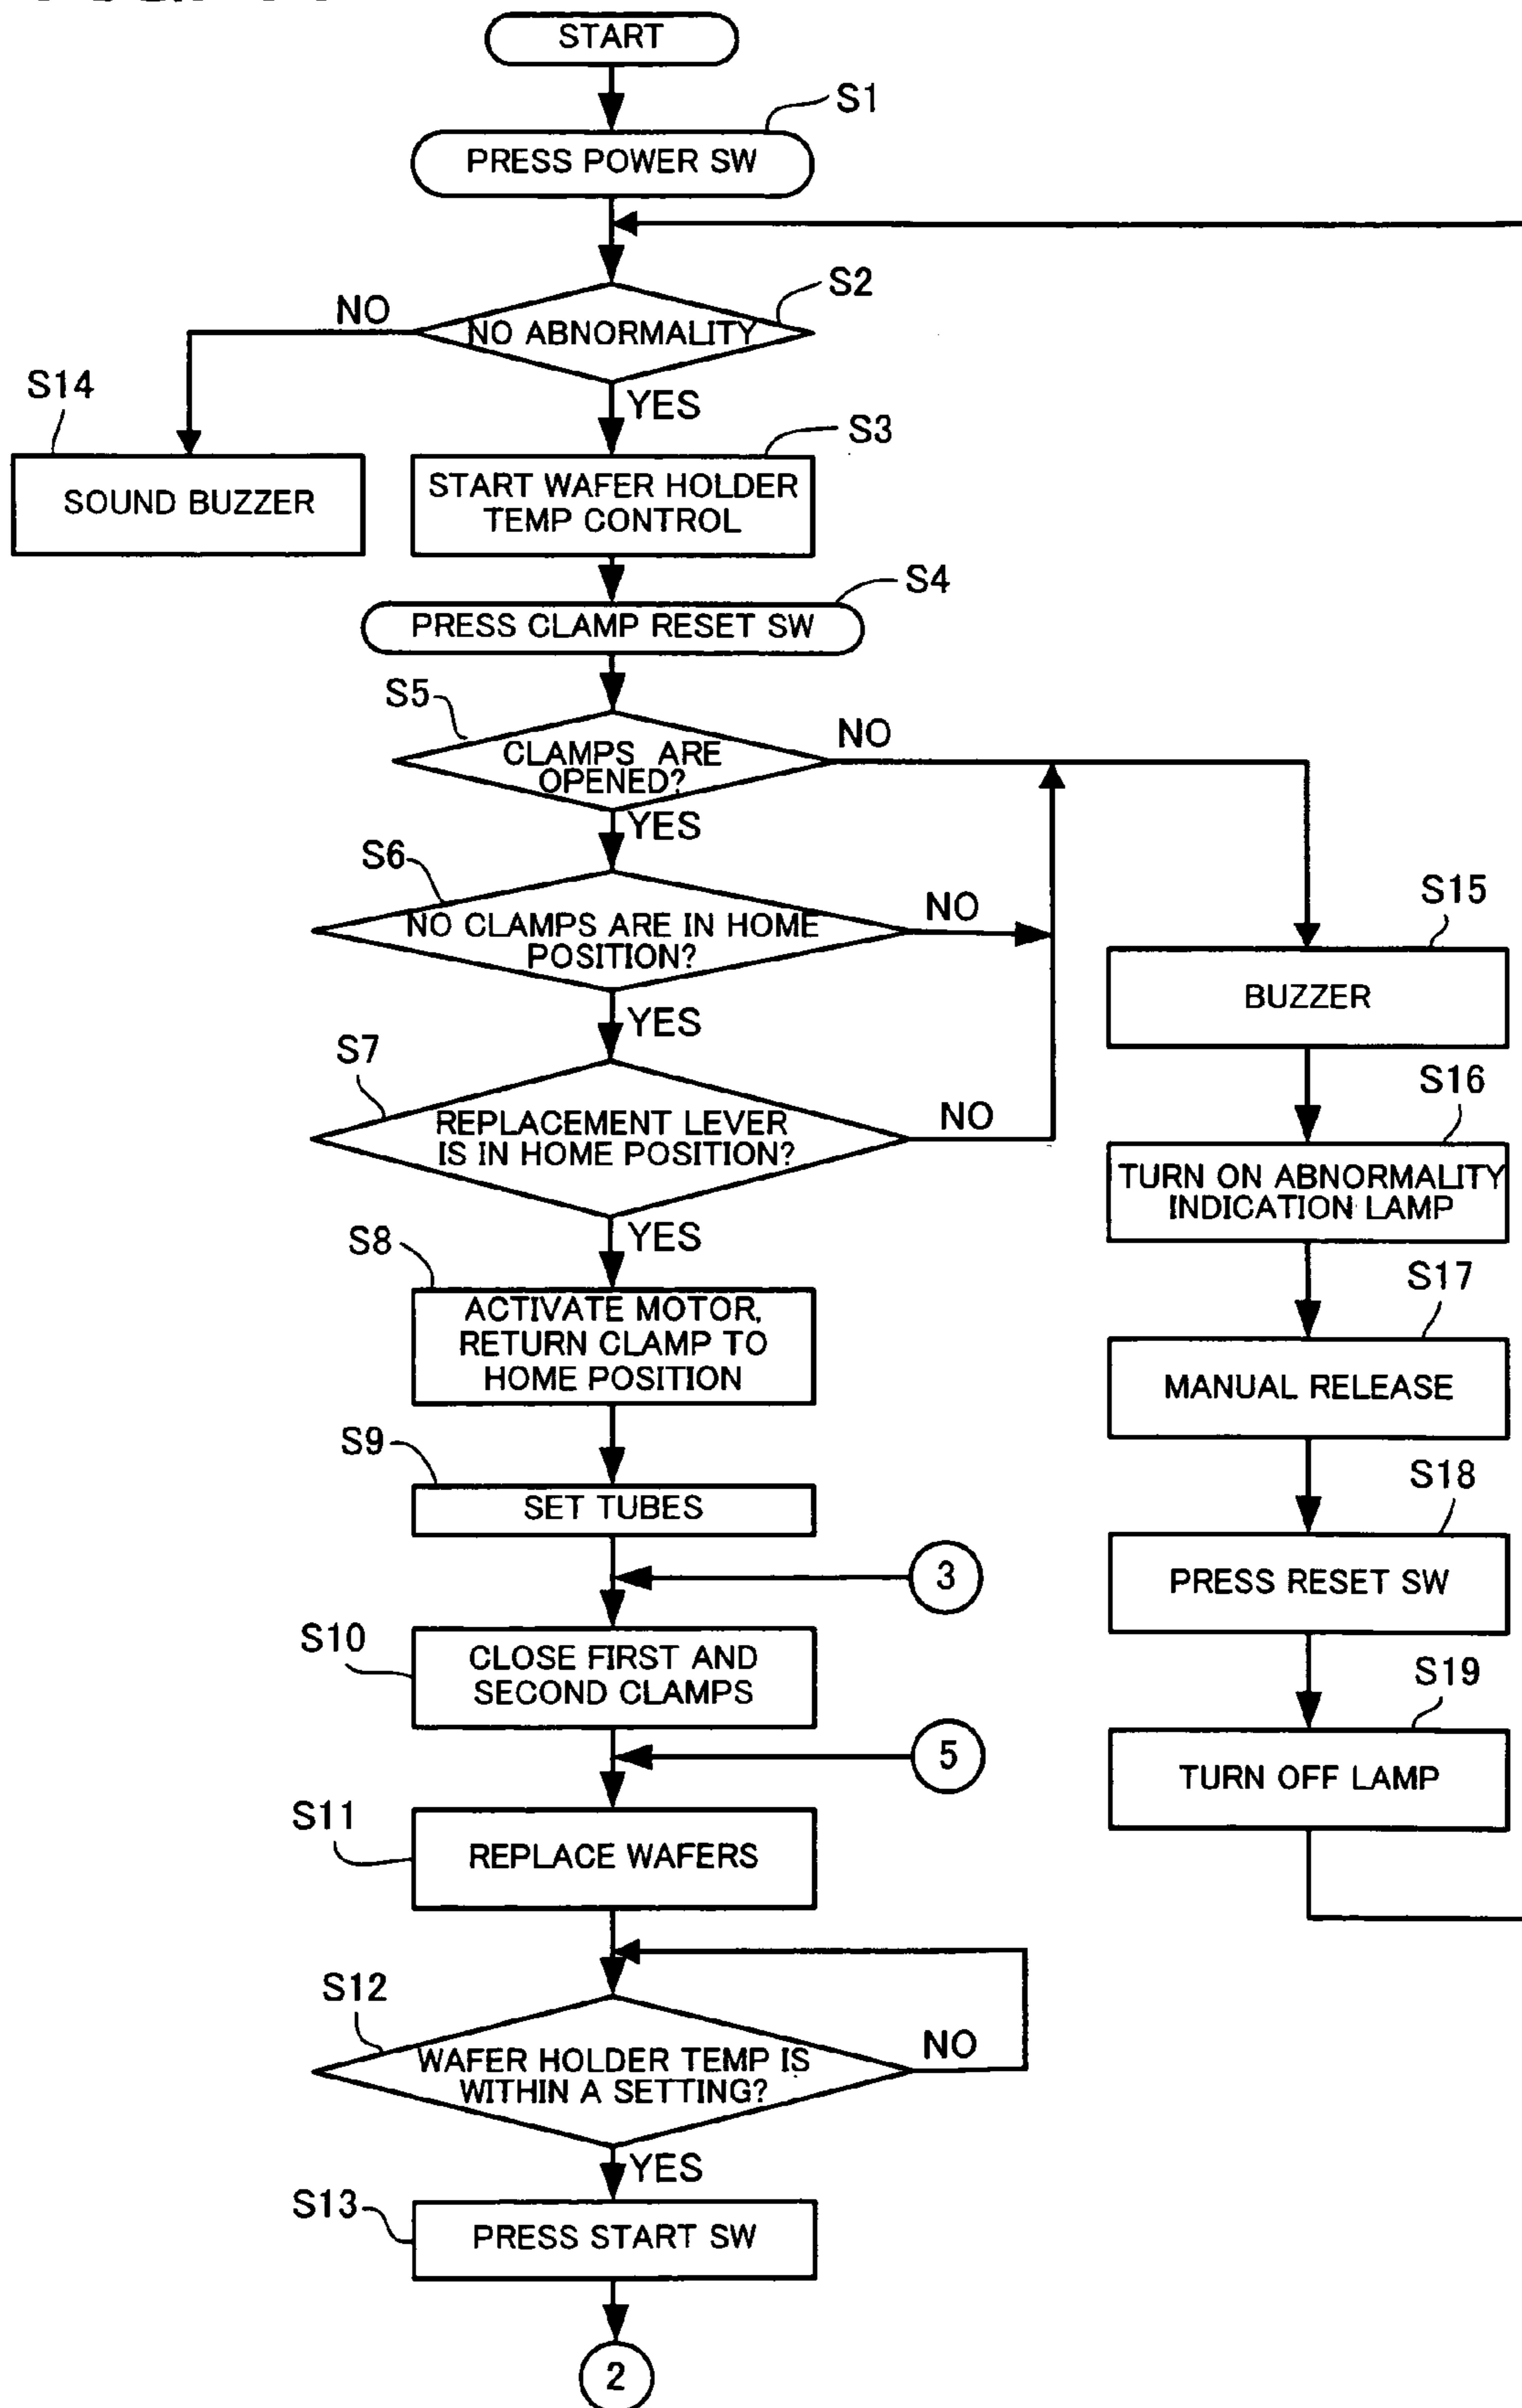 START
S1
PRESS POWER SW
S2
NO
NO ABNORMALITY
YES
S14
SOUND BUZZER
S3
START WAFER HOLDER
TEMP CONTROL
S4
PRESS CLAMP RESET SW
S5
CLAMPS ARE
OPENED?
NO
YES
S6
NO CLAMPS ARE IN HOME
POSITION?
NO
YES
S7
REPLACEMENT LEVER
IS IN HOME POSITION?
NO
YES
S8
ACTIVATE MOTOR,
RETURN CLAMP TO
HOME POSITION
S9
SET TUBES
3
S10
CLOSE FIRST AND
SECOND CLAMPS
5
S11
REPLACE WAFERS
S12
WAFER HOLDER TEMP IS
WITHIN A SETTING?
NO
YES
S13
PRESS START SW
2
S15
BUZZER
S16
TURN ON ABNORMALITY
INDICATION LAMP
S17
MANUAL RELEASE
S18
PRESS RESET SW
S19
TURN OFF LAMP